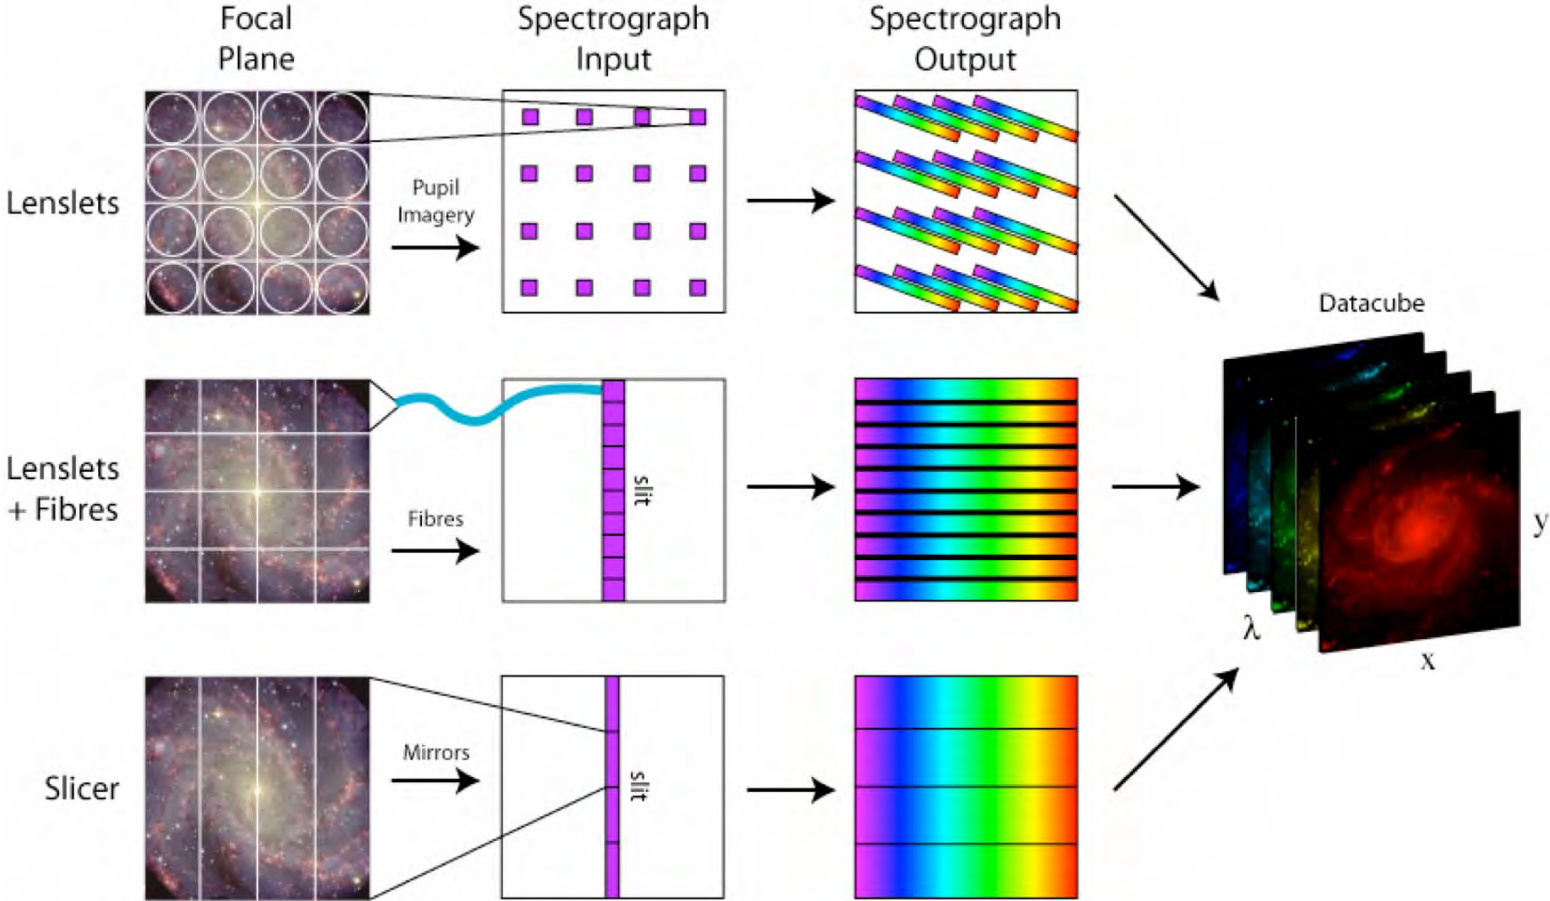 Focal
Plane
Spectrograph
Input
Spectrograph
Output
Lenslets
Pupil
Imagery
Datacube
Lenslets
+ Fibres
Fibres
slit
y
λ
x
Slicer
Mirrors
slit